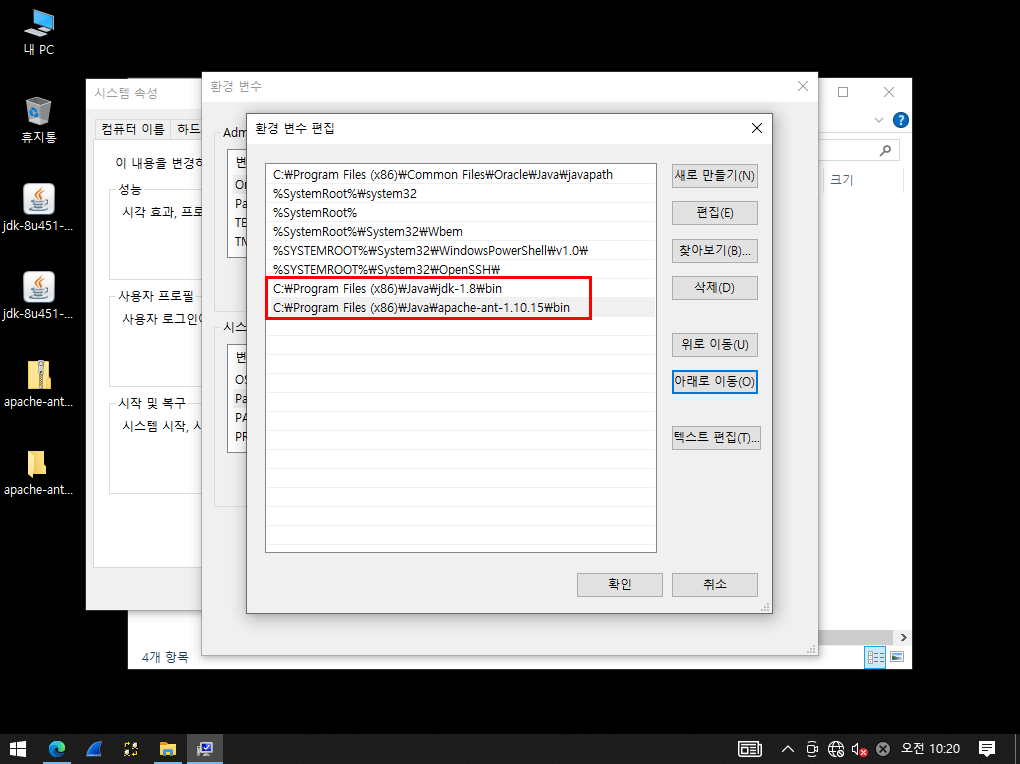 내 PC
휴지통
jdk-8u451-...
jdk-8u451-...
apache-ant...
apache-ant...
시스템 속성
컴퓨터 이름
하드
이 내용을 변경하
성능
시각 효과, 프로
사용자 프로필
사용자 로그인
시작 및 복구
시스템 시작, 시
환경 변수
Adm
변
Or
Pa
TE
TM
시스
변
OS
Pa
PA
PR
환경 변수 편집
C:₩Program Files (x86)₩Common Files₩Oracle₩Java₩javapath
%SystemRoot%₩system32
%SystemRoot%
%SystemRoot%₩System32₩Wbem
%SYSTEMROOT%₩System32₩WindowsPowerShell₩v1.0₩
%SYSTEMROOT%₩System32₩OpenSSH₩
C:₩Program Files (x86)₩Java₩jdk-1.8₩bin
C:₩Program Files (x86)₩Java₩apache-ant-1.10.15₩bin
새로 만들기(N)
편집(E)
찾아보기(B)...
삭제(D)
위로 이동(U)
아래로 이동(O)
텍스트 편집(T)...
확인
취소
크기
4개 항목
오전 10:20